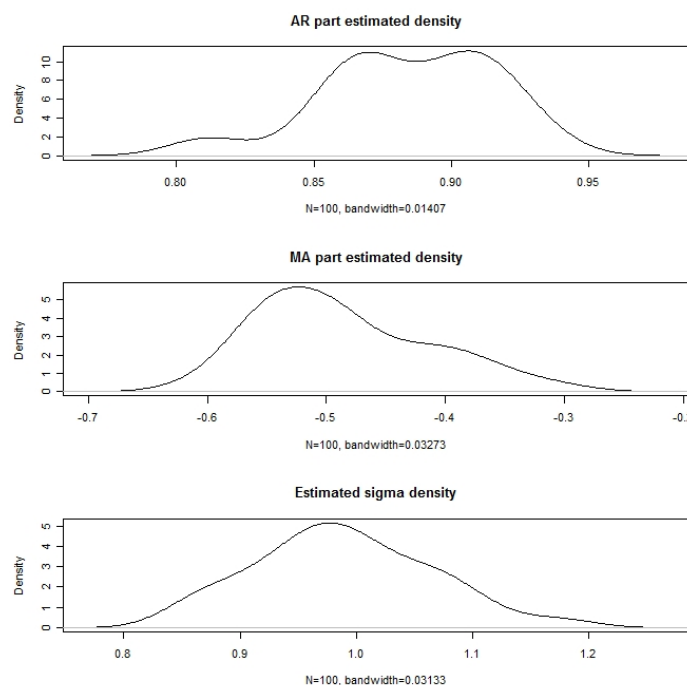 AR part estimated density
Density
0 2 4 6 8 10
0.80 0.85 0.90 0.95
N=100, bandwidth=0.01407
MA part estimated density
Density
0 1 2 3 4 5
-0.7 -0.6 -0.5 -0.4 -0.3
N=100, bandwidth=0.03273
Estimated sigma density
Density
0 1 2 3 4 5
0.8 0.9 1.0 1.1 1.2
N=100, bandwidth=0.03133